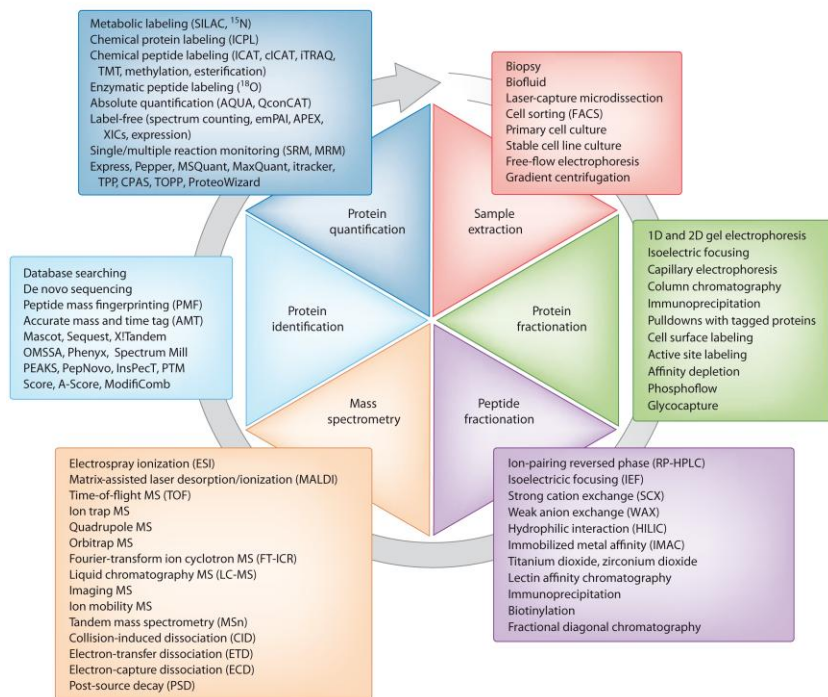 Metabolic labeling (SILAC, ¹⁵N)
Chemical protein labeling (ICPL)
Chemical peptide labeling (ICAT, cICAT, iTRAQ,
TMT, methylation, esterification)
Enzymatic peptide labeling (¹⁸O)
Absolute quantification (AQUA, QconCAT)
Label-free (spectrum counting, emPAI, APEX,
XICs, expression)
Single/multiple reaction monitoring (SRM, MRM)
Express, Pepper, MSQuant, MaxQuant, itracker,
TPP, CPAS, TOPP, ProteoWizard
Biopsy
Biofluid
Laser-capture microdissection
Cell sorting (FACS)
Primary cell culture
Stable cell line culture
Free-flow electrophoresis
Gradient centrifugation
Protein
quantification
Sample
extraction
Database searching
De novo sequencing
Peptide mass fingerprinting (PMF)
Accurate mass and time tag (AMT)
Mascot, Sequest, X!Tandem
OMSSA, Phenyx, Spectrum Mill
PEAKS, PepNovo, InsPecT, PTM
Score, A-Score, ModifiComb
Protein
identification
Protein
fractionation
1D and 2D gel electrophoresis
Isoelectric focusing
Capillary electrophoresis
Column chromatography
Immunoprecipitation
Pulldowns with tagged proteins
Cell surface labeling
Active site labeling
Affinity depletion
Phosphoflow
Glycocapture
Mass
spectrometry
Peptide
fractionation
Electrospray ionization (ESI)
Matrix-assisted laser desorption/ionization (MALDI)
Time-of-flight MS (TOF)
Ion trap MS
Quadrupole MS
Orbitrap MS
Fourier-transform ion cyclotron MS (FT-ICR)
Liquid chromatography MS (LC-MS)
Imaging MS
Ion mobility MS
Tandem mass spectrometry (MSn)
Collision-induced dissociation (CID)
Electron-transfer dissociation (ETD)
Electron-capture dissociation (ECD)
Post-source decay (PSD)
Ion-pairing reversed phase (RP-HPLC)
Isoelecricic focusing (IEF)
Strong cation exchange (SCX)
Weak anion exchange (WAX)
Hydrophilic interaction (HILIC)
Immobilized metal affinity (IMAC)
Titanium dioxide, zirconium dioxide
Lectin affinity chromatography
Immunoprecipitation
Biotinylation
Fractional diagonal chromatography